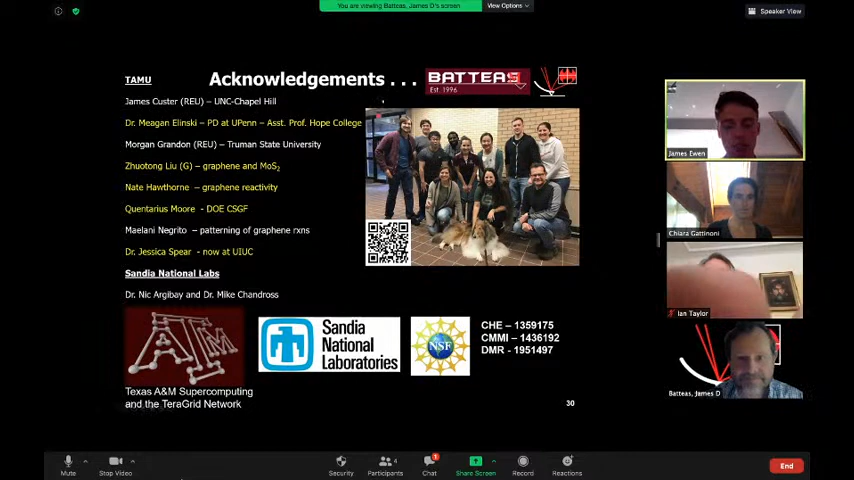 You are viewing Batteas, James D's screen
View Options
Speaker View
TAMU
Acknowledgements . . .
BATTEAS
Est. 1996
James Custer (REU) – UNC-Chapel Hill
Dr. Meagan Elinski – PD at UPenn – Asst. Prof. Hope College
Morgan Grandon (REU) – Truman State University
Zhuotong Liu (G) – graphene and MoS₂
Nate Hawthorne – graphene reactivity
Quentarius Moore - DOE CSGF
Maelani Negrito – patterning of graphene rxns
Dr. Jessica Spear - now at UIUC
Sandia National Labs
Dr. Nic Argibay and Dr. Mike Chandross
Sandia
National
Laboratories
NSF
CHE – 1359175
CMMI – 1436192
DMR - 1951497
Texas A&M Supercomputing
and the TeraGrid Network
30
James Ewen
Chiara Gattinoni
Ian Taylor
Batteas, James D
Mute
Stop Video
Security
4
Participants
1
Chat
Share Screen
Record
Reactions
End